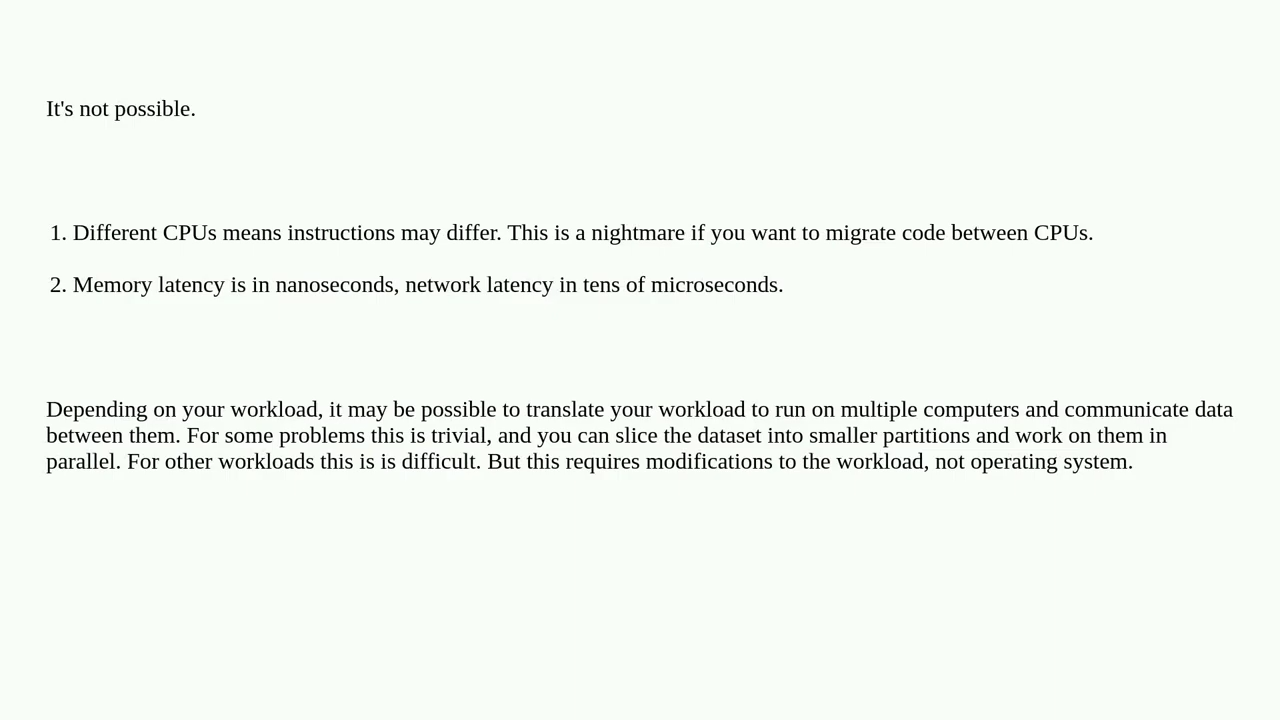 It's not possible.
1. Different CPUs means instructions may differ. This is a nightmare if you want to migrate code between CPUs.
2. Memory latency is in nanoseconds, network latency in tens of microseconds.
Depending on your workload, it may be possible to translate your workload to run on multiple computers and communicate data
between them. For some problems this is trivial, and you can slice the dataset into smaller partitions and work on them in
parallel. For other workloads this is is difficult. But this requires modifications to the workload, not operating system.